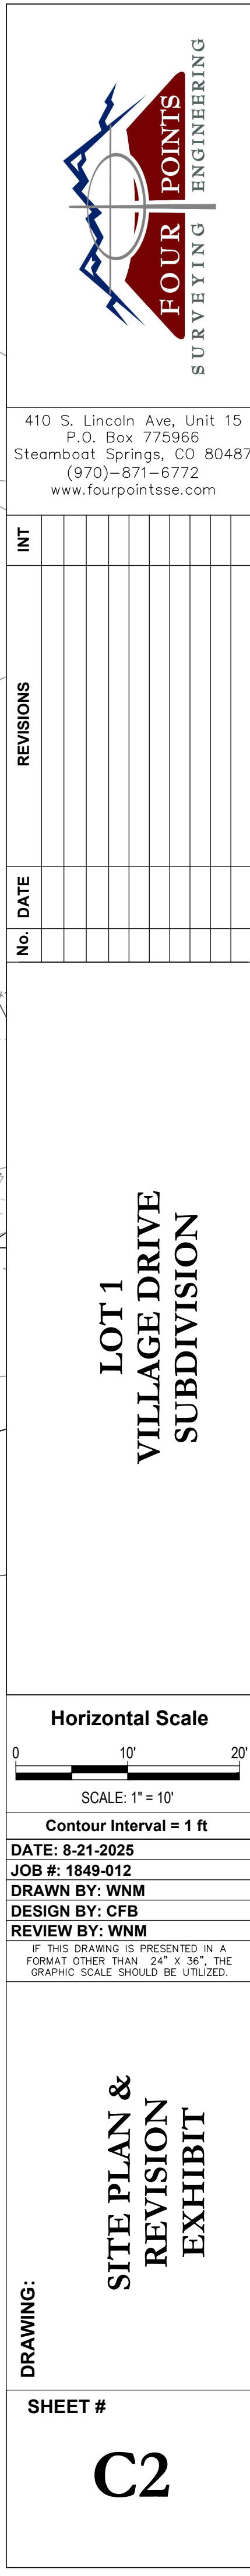 FOUR POINTS
SURVEYING ENGINEERING
410 S. Lincoln Ave, Unit 15
P.O. Box 775966
Steamboat Springs, CO 80487
(970)-871-6772
www.fourpointsse.com
No. DATE REVISIONS INT
LOT 1
VILLAGE DRIVE
SUBDIVISION
Horizontal Scale
0 10' 20'
SCALE: 1" = 10'
Contour Interval = 1 ft
DATE: 8-21-2025
JOB #: 1849-012
DRAWN BY: WNM
DESIGN BY: CFB
REVIEW BY: WNM
IF THIS DRAWING IS PRESENTED IN A
FORMAT OTHER THAN 24" X 36", THE
GRAPHIC SCALE SHOULD BE UTILIZED.
DRAWING:
SITE PLAN &
REVISION
EXHIBIT
SHEET #
C2